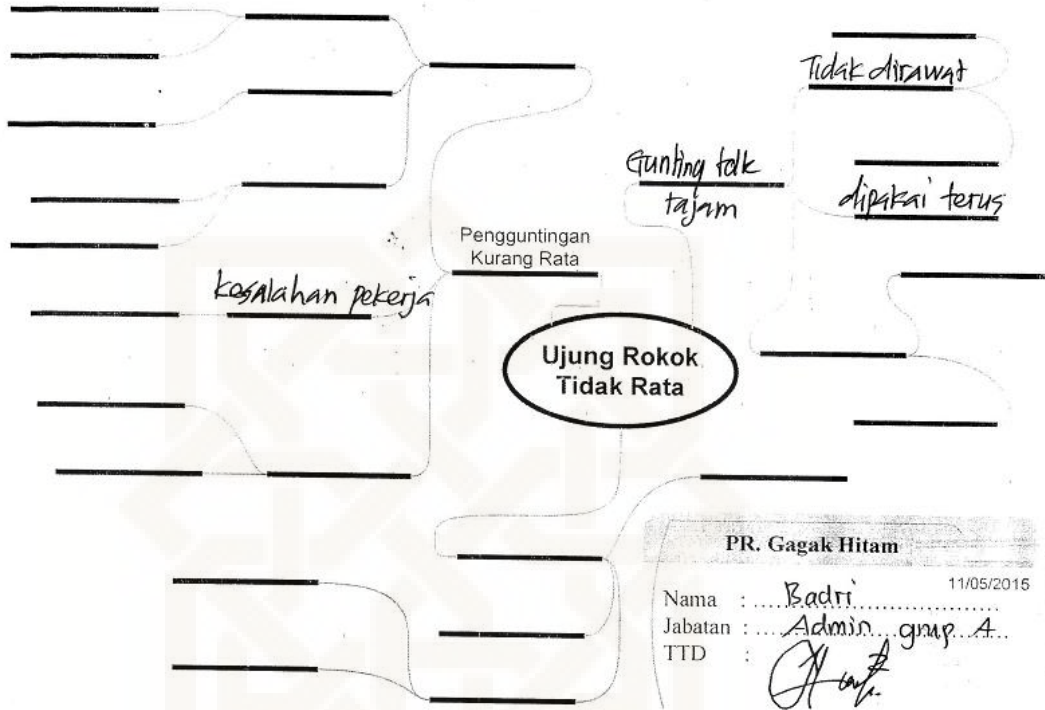 Tidak dirawat
Gunting tdk
tajam
dipakai terus
Pengguntingan
Kurang Rata
kesalahan pekerja
Ujung Rokok
Tidak Rata
PR. Gagak Hitam
11/05/2015
Nama : Badri
Jabatan : Admin grup A
TTD :